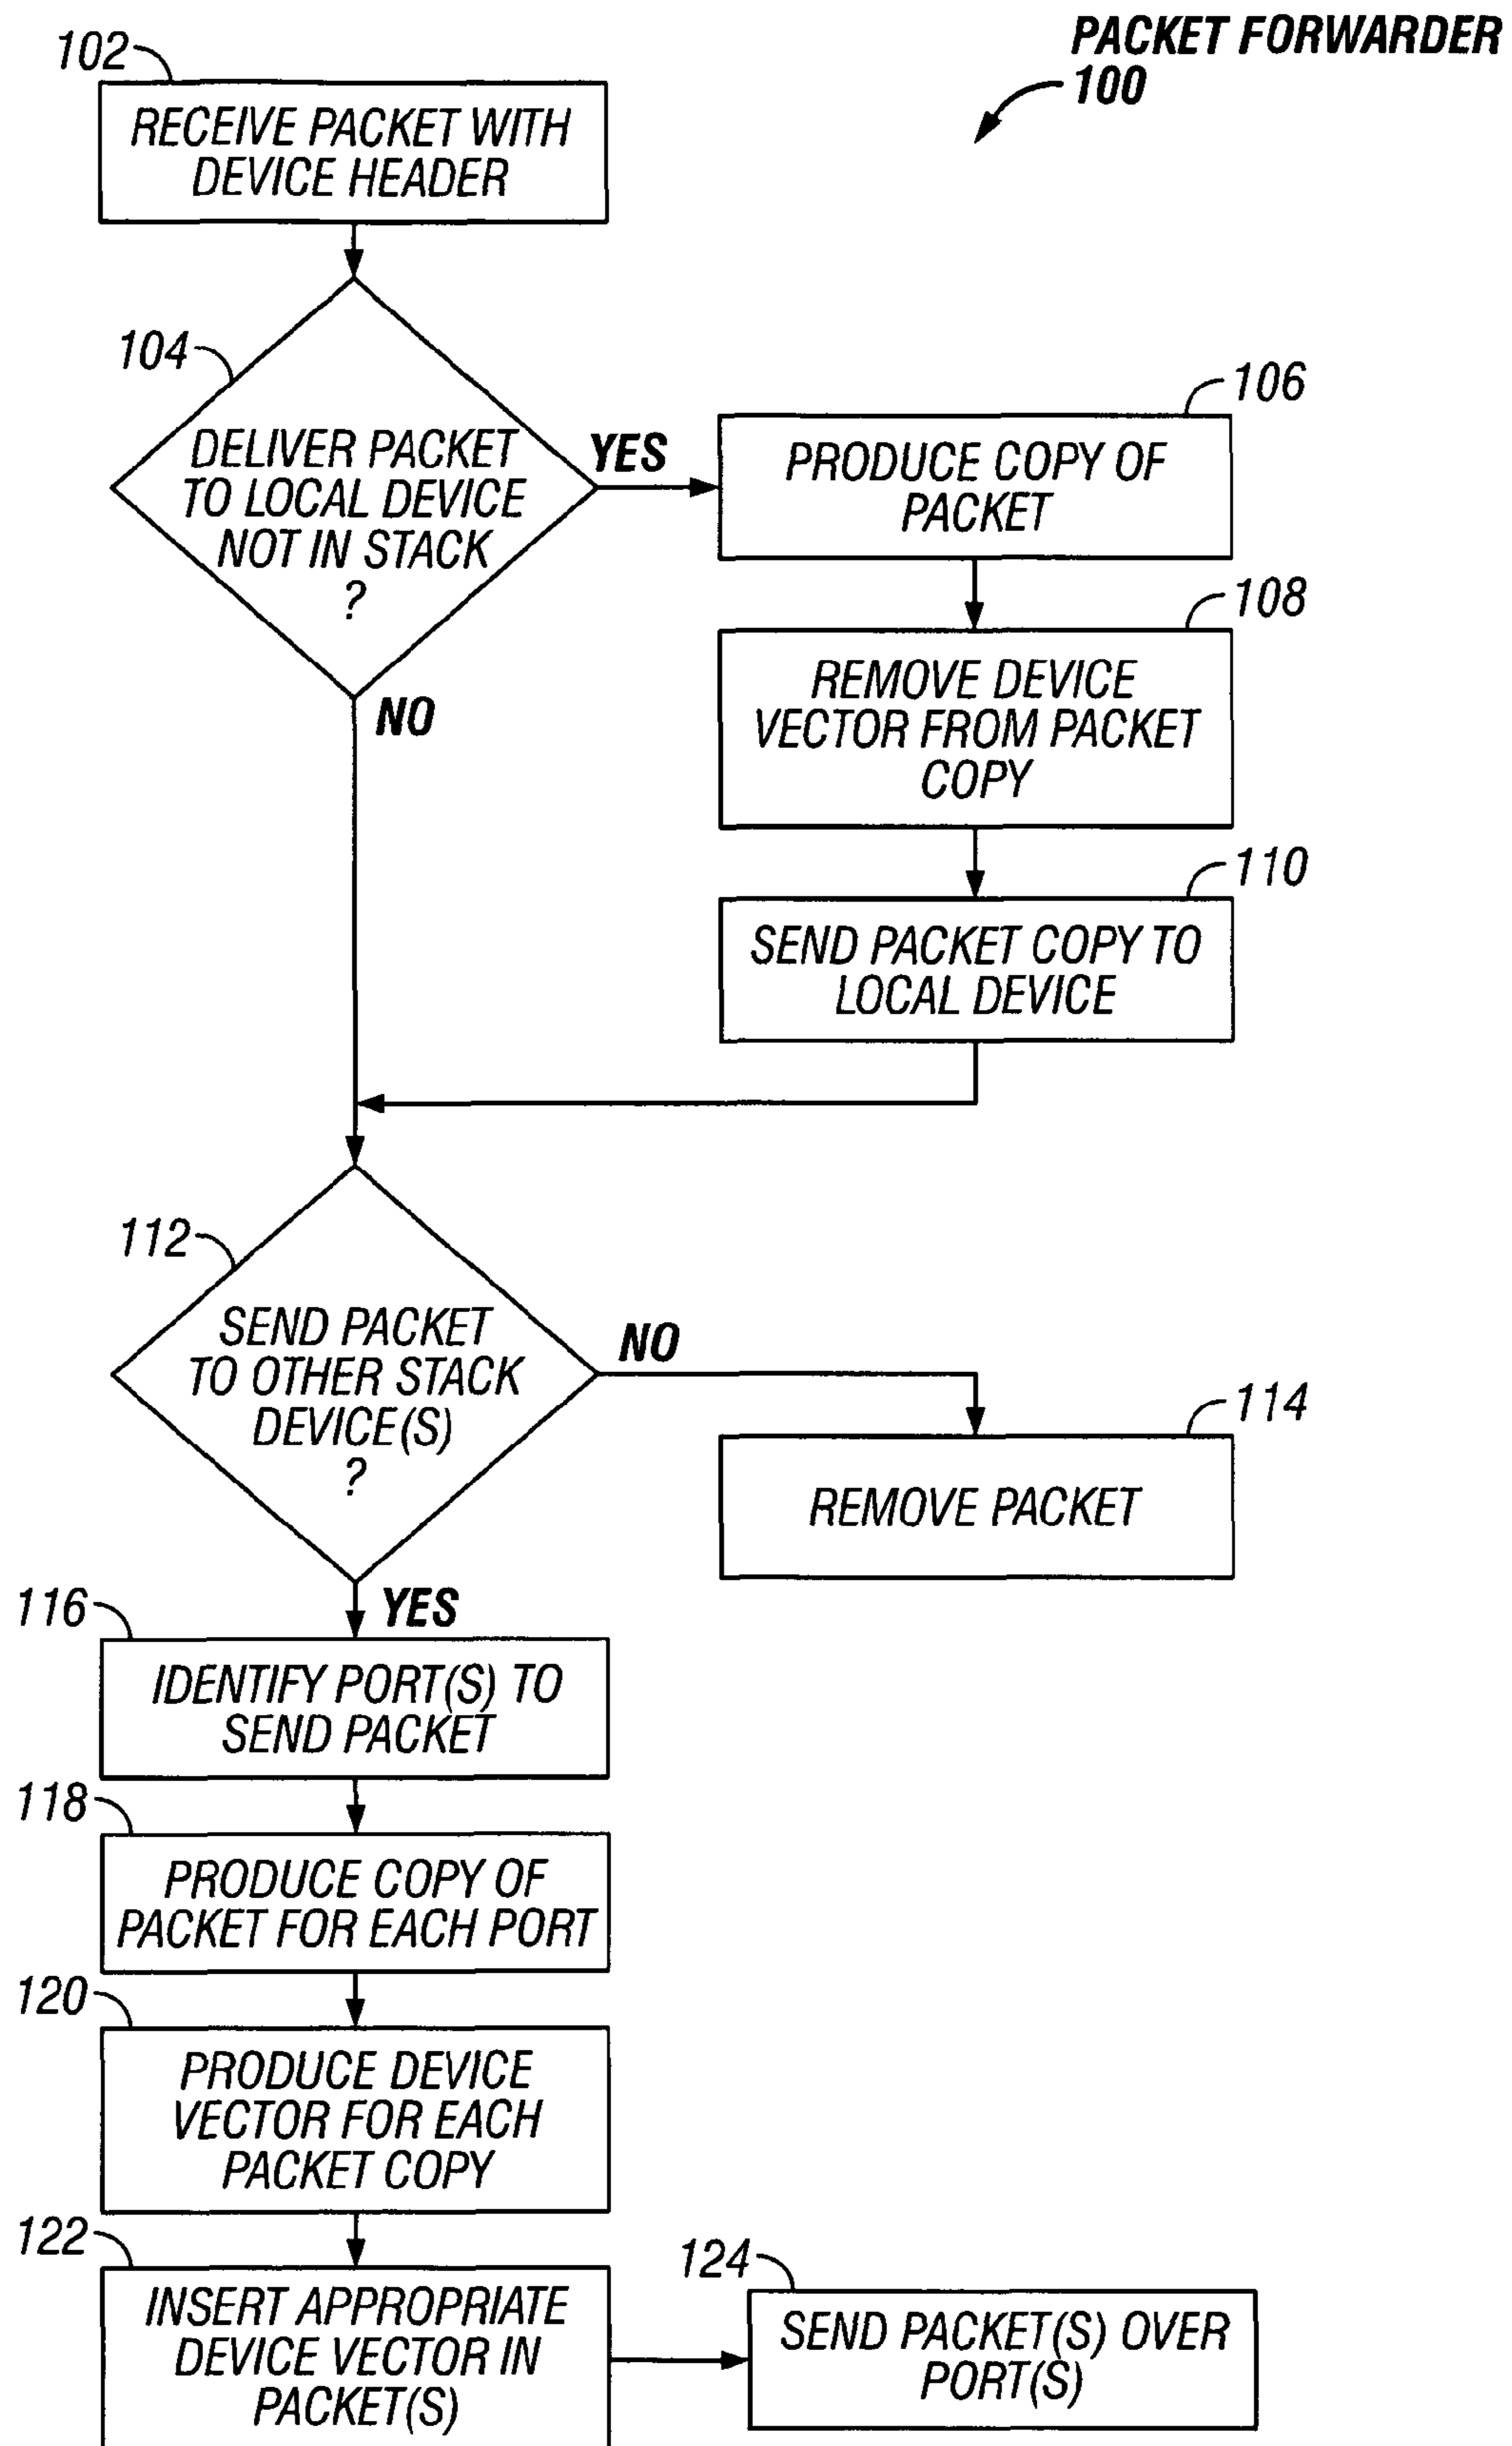 PACKET FORWARDER
100
102
RECEIVE PACKET WITH
DEVICE HEADER
104
DELIVER PACKET
TO LOCAL DEVICE
NOT IN STACK
?
YES
NO
106
PRODUCE COPY OF
PACKET
108
REMOVE DEVICE
VECTOR FROM PACKET
COPY
110
SEND PACKET COPY TO
LOCAL DEVICE
112
SEND PACKET
TO OTHER STACK
DEVICE(S)
?
NO
YES
114
REMOVE PACKET
116
IDENTIFY PORT(S) TO
SEND PACKET
118
PRODUCE COPY OF
PACKET FOR EACH PORT
120
PRODUCE DEVICE
VECTOR FOR EACH
PACKET COPY
122
INSERT APPROPRIATE
DEVICE VECTOR IN
PACKET(S)
124
SEND PACKET(S) OVER
PORT(S)